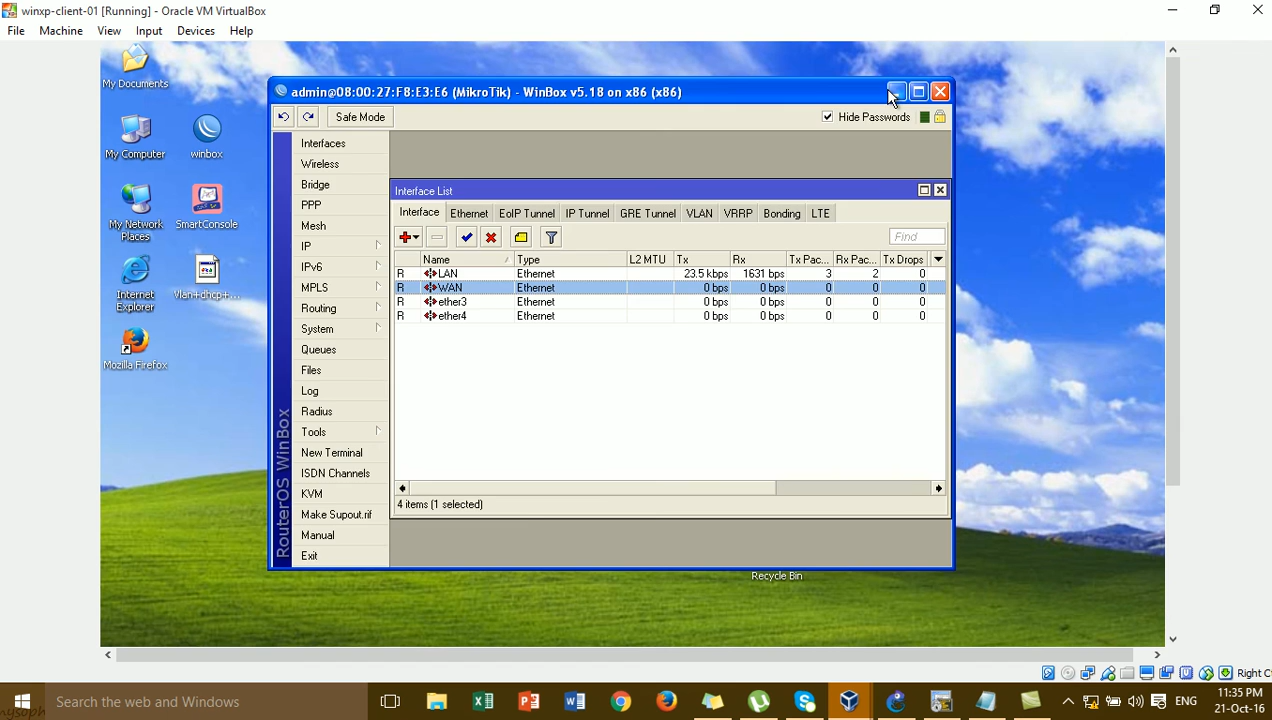 winxp-client-01 [Running] - Oracle VM VirtualBox
File Machine View Input Devices Help
My Documents
My Computer
winbox
My Network Places
SmartConsole
Internet Explorer
Vlan+dhcp+...
Mozilla Firefox
admin@08:00:27:F8:E3:E6 (MikroTik) - WinBox v5.18 on x86 (x86)
Safe Mode
Hide Passwords
Interfaces
Wireless
Bridge
PPP
Mesh
IP
IPv6
MPLS
Routing
System
Queues
Files
Log
Radius
Tools
New Terminal
ISDN Channels
KVM
Make Supout.rif
Manual
Exit
RouterOS WinBox
Interface List
Interface Ethernet EoIP Tunnel IP Tunnel GRE Tunnel VLAN VRRP Bonding LTE
Find
Name Type L2 MTU Tx Rx Tx Pac... Rx Pac... Tx Drops
R LAN Ethernet 23.5 kbps 1631 bps 3 2 0
R WAN Ethernet 0 bps 0 bps 0 0 0
R ether3 Ethernet 0 bps 0 bps 0 0 0
R ether4 Ethernet 0 bps 0 bps 0 0 0
4 items (1 selected)
Recycle Bin
Right C
Search the web and Windows
ENG
11:35 PM
21-Oct-16